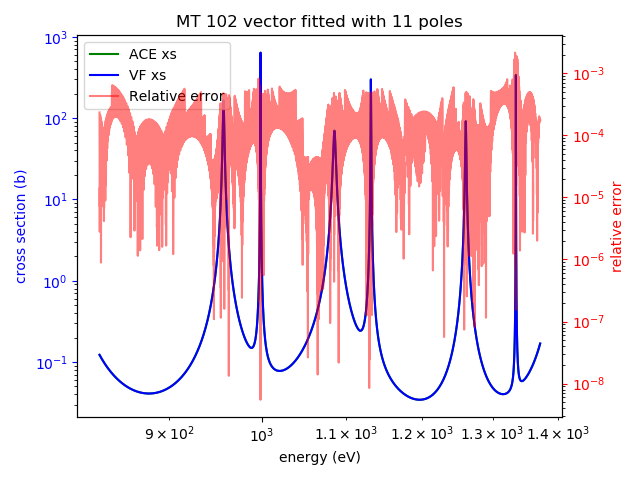 MT 102 vector fitted with 11 poles
ACE xs
VF xs
Relative error
cross section (b)
10³
10²
10¹
10⁰
10⁻¹
relative error
10⁻³
10⁻⁴
10⁻⁵
10⁻⁶
10⁻⁷
10⁻⁸
9 × 10² 10³ 1.1 × 10³ 1.2 × 10³ 1.3 × 10³ 1.4 × 10³
energy (eV)